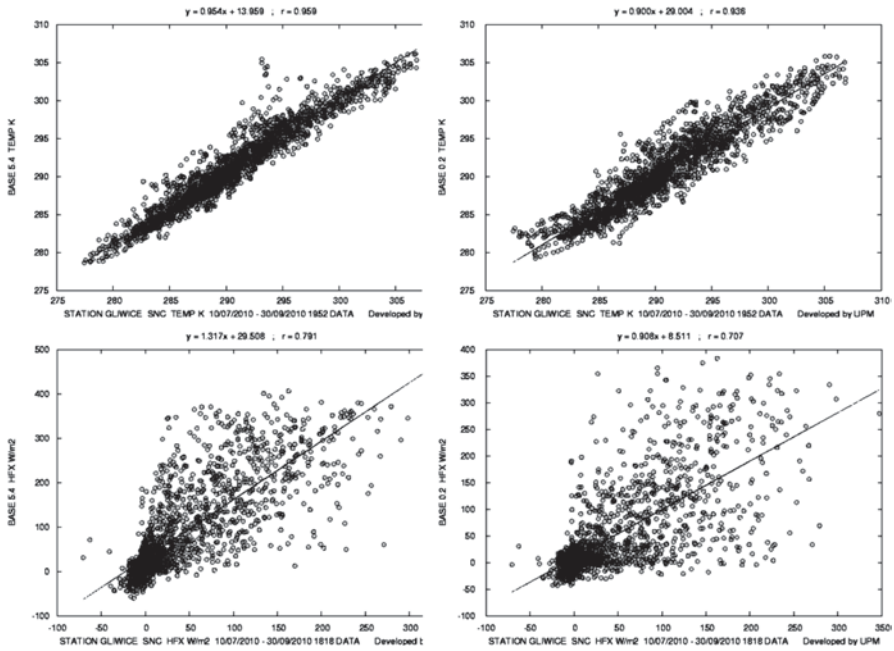 y = 0.954x + 13.959 ; r = 0.959
310
305
300
295
290
285
280
275
BASE 5.4 TEMP K
275 280 285 290 295 300 305
STATION GLIWICE SNC TEMP K 10/07/2010 - 30/09/2010 1952 DATA Developed by
y = 0.900x + 29.004 ; r = 0.936
310
305
300
295
290
285
280
275
BASE 0.2 TEMP K
275 280 285 290 295 300 305 310
STATION GLIWICE SNC TEMP K 10/07/2010 - 30/09/2010 1952 DATA Developed by UPM
y = 1.317x + 29.508 ; r = 0.791
500
400
300
200
100
0
-100
BASE 5.4 HFX W/m2
-100 -50 0 50 100 150 200 250 300
STATION GLIWICE SNC HFX W/m2 10/07/2010 - 30/09/2010 1818 DATA Developed b
y = 0.908x + 8.511 ; r = 0.707
400
350
300
250
200
150
100
50
0
-50
-100
BASE 0.2 HFX W/m2
-100 -50 0 50 100 150 200 250 300 350
STATION GLIWICE SNC HFX W/m2 10/07/2010 - 30/09/2010 1818 DATA Developed by UPM